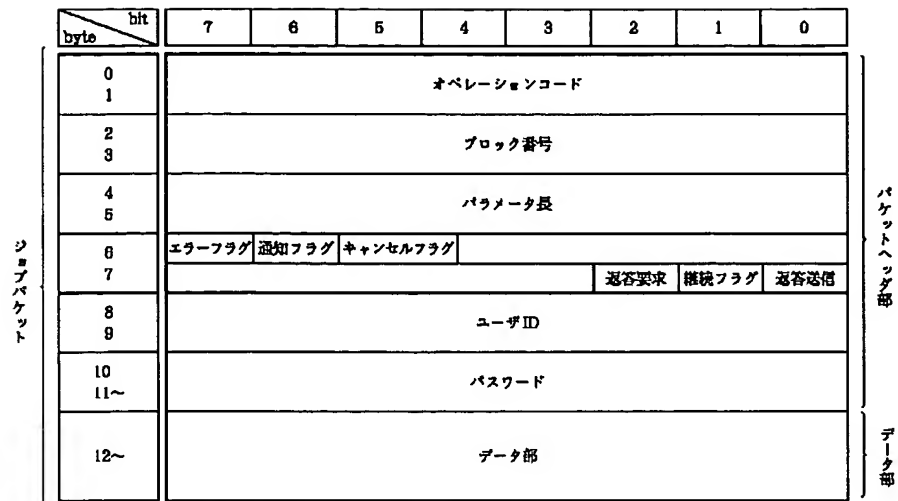 bit
byte
7 6 5 4 3 2 1 0
0
1
オペレーションコード
2
3
ブロック番号
4
5
パラメータ長
6
エラーフラグ 通知フラグ キャンセルフラグ
7
返答要求 継続フラグ 返答送信
8
9
ユーザID
10
11~
パスワード
12~
データ部
ジョブパケット
パケットヘッダ部
データ部